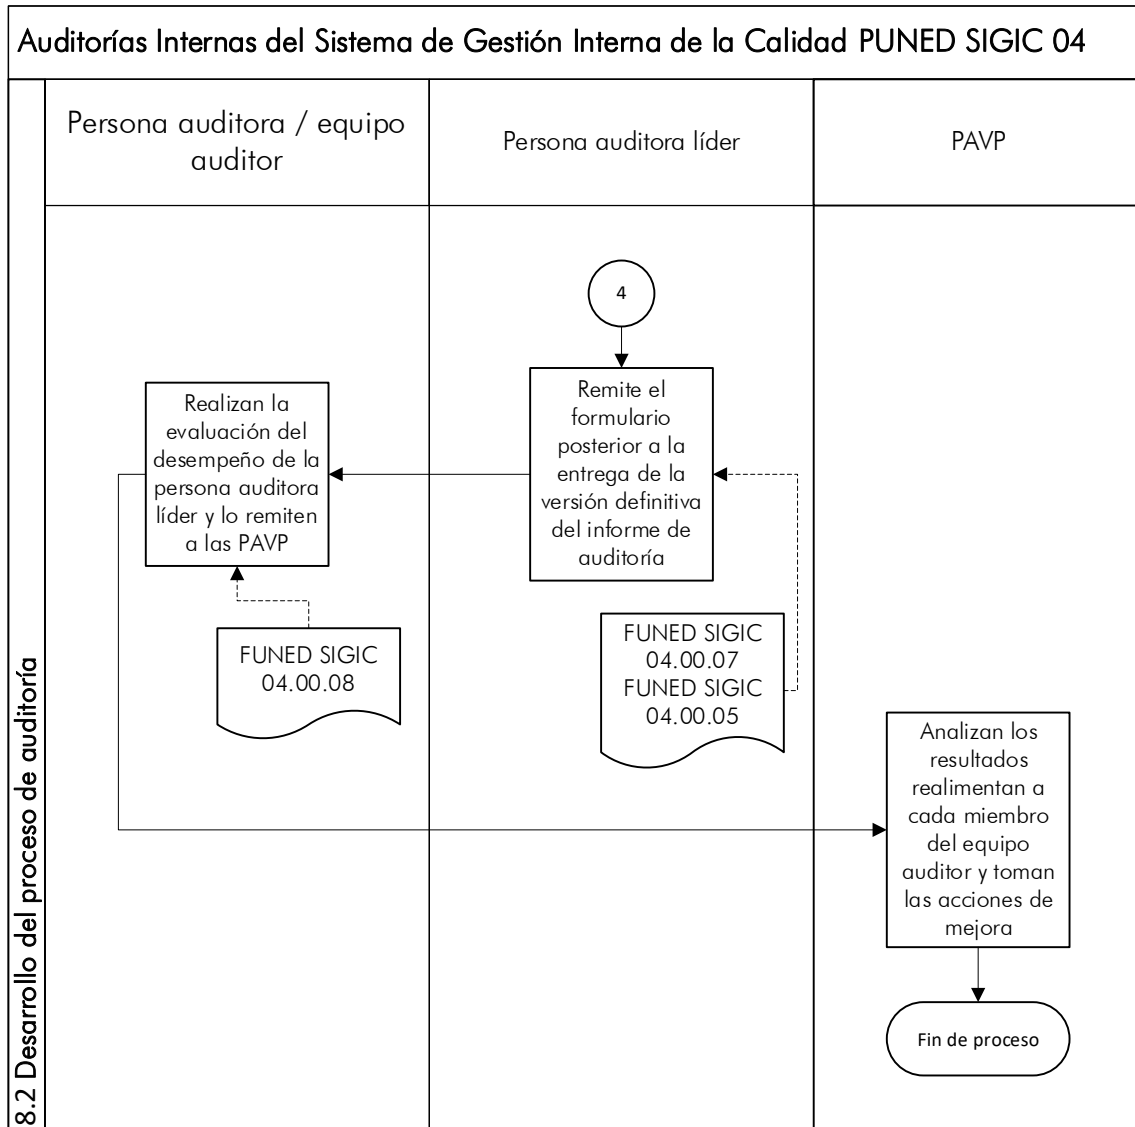 Auditorías Internas del Sistema de Gestión Interna de la Calidad PUNED SIGIC 04
8.2 Desarrollo del proceso de auditoría
Persona auditora / equipo
auditor
Persona auditora líder
PAVP
4
Remite el
formulario
posterior a la
entrega de la
versión definitiva
del informe de
auditoría
Realizan la
evaluación del
desempeño de la
persona auditora
líder y lo remiten
a las PAVP
FUNED SIGIC
04.00.08
FUNED SIGIC
04.00.07
FUNED SIGIC
04.00.05
Analizan los
resultados
realimentan a
cada miembro
del equipo
auditor y toman
las acciones de
mejora
Fin de proceso